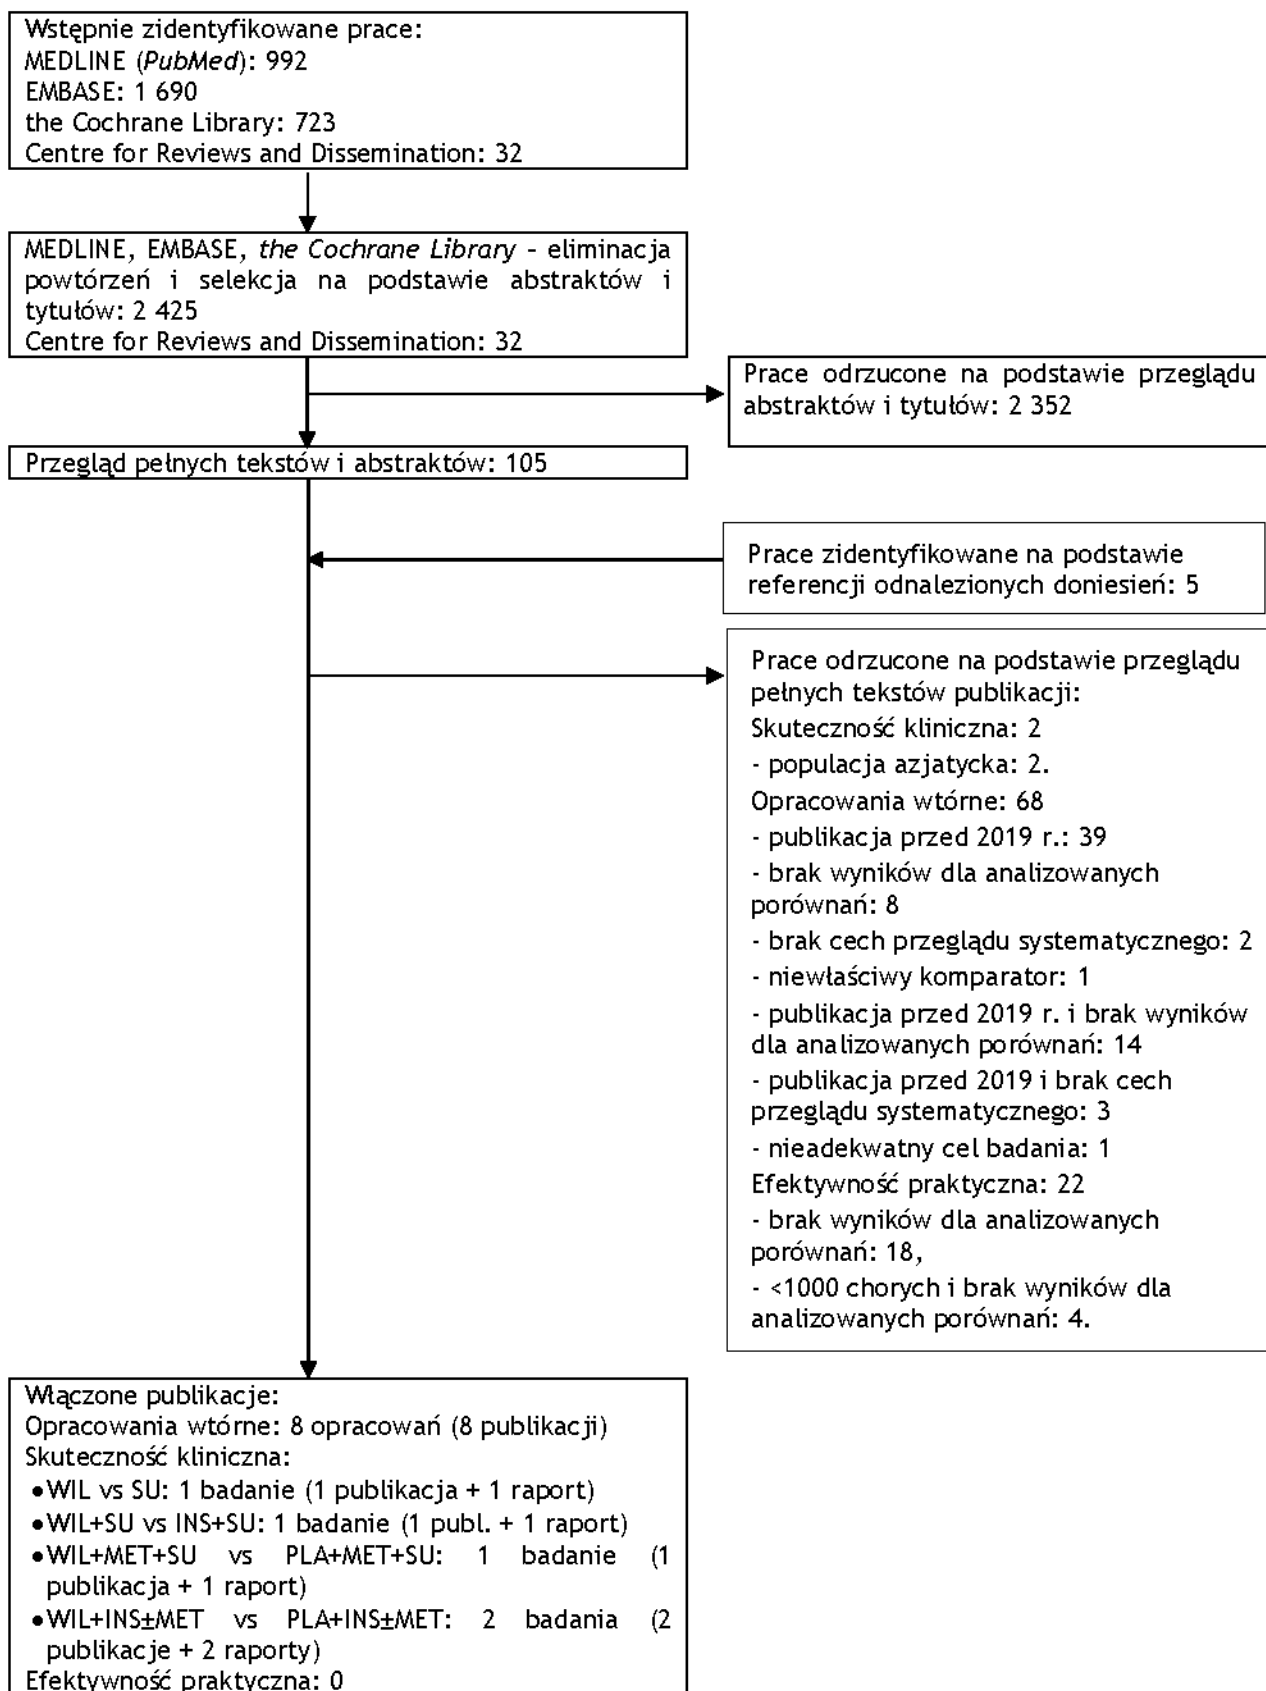 Wstępnie zidentyfikowane prace:
MEDLINE (PubMed): 992
EMBASE: 1 690
the Cochrane Library: 723
Centre for Reviews and Dissemination: 32
MEDLINE, EMBASE, the Cochrane Library - eliminacja
powtórzeń i selekcja na podstawie abstraktów i
tytułów: 2 425
Centre for Reviews and Dissemination: 32
Prace odrzucone na podstawie przeglądu
abstraktów i tytułów: 2 352
Przegląd pełnych tekstów i abstraktów: 105
Prace zidentyfikowane na podstawie
referencji odnalezionych doniesień: 5
Prace odrzucone na podstawie przeglądu
pełnych tekstów publikacji:
Skuteczność kliniczna: 2
- populacja azjatycka: 2.
Opracowania wtórne: 68
- publikacja przed 2019 r.: 39
- brak wyników dla analizowanych
porównań: 8
- brak cech przeglądu systematycznego: 2
- niewłaściwy komparator: 1
- publikacja przed 2019 r. i brak wyników
dla analizowanych porównań: 14
- publikacja przed 2019 i brak cech
przeglądu systematycznego: 3
- nieadekwatny cel badania: 1
Efektywność praktyczna: 22
- brak wyników dla analizowanych
porównań: 18,
- <1000 chorych i brak wyników dla
analizowanych porównań: 4.
Włączone publikacje:
Opracowania wtórne: 8 opracowań (8 publikacji)
Skuteczność kliniczna:
●WIL vs SU: 1 badanie (1 publikacja + 1 raport)
●WIL+SU vs INS+SU: 1 badanie (1 publ. + 1 raport)
●WIL+MET+SU vs PLA+MET+SU: 1 badanie (1
publikacja + 1 raport)
●WIL+INS±MET vs PLA+INS±MET: 2 badania (2
publikacje + 2 raporty)
Efektywność praktyczna: 0